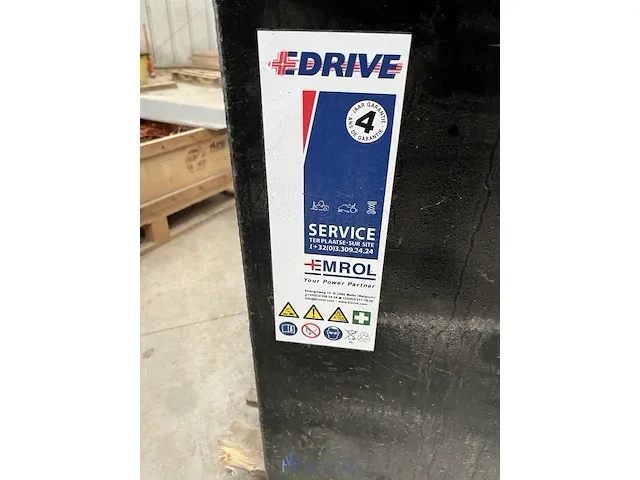 EDRIVE
JAAR GARANTIE
4
ANS DE GARANTIE
SERVICE
TER PLAATSE-SUR SITE
t +32(0)3.309.24.24
EMROL
Your Power Partner